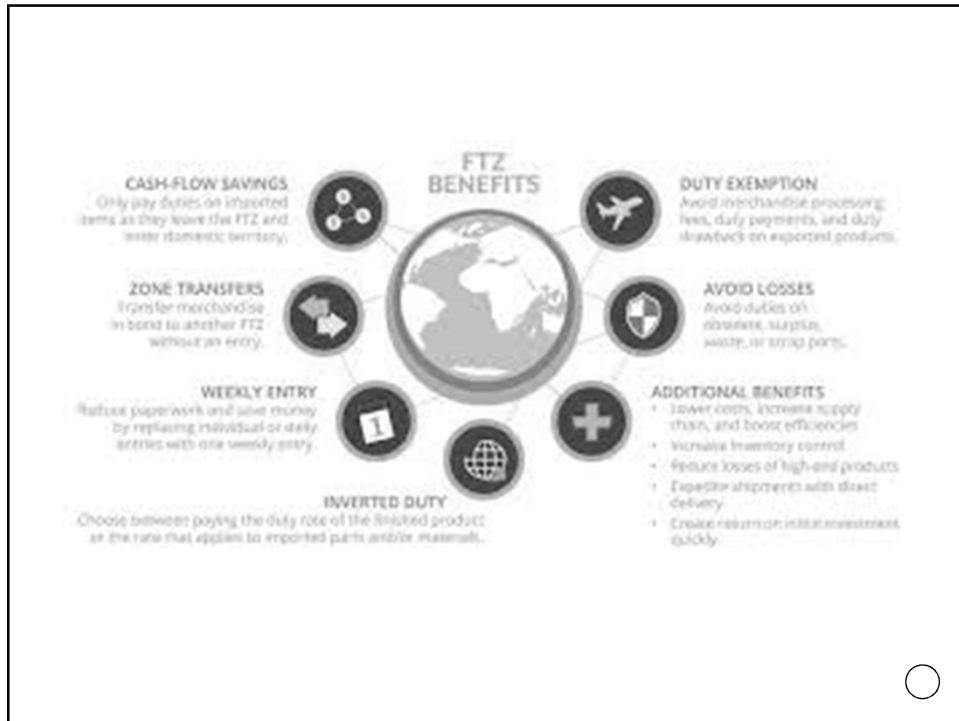 FTZ
BENEFITS
CASH-FLOW SAVINGS
Only pay duties on imported
items as they leave the FTZ and
enter domestic territory.
ZONE TRANSFERS
Transfer merchandise
in bond to another FTZ
without an entry.
WEEKLY ENTRY
Reduce paperwork and save money
by replacing individual or daily
entries with one weekly entry.
1
INVERTED DUTY
Choose between paying the duty rate of the finished product
or the rate that applies to imported parts and/or materials.
DUTY EXEMPTION
Avoid merchandise processing
fees, duty payments, and duty
drawback on exported products.
AVOID LOSSES
Avoid duties on
obsolete, surplus,
waste, or scrap parts.
ADDITIONAL BENEFITS
• Lower costs, increase supply
chain, and boost efficiencies
• Increase inventory control
• Reduce losses of high-end products
• Expedite shipments with direct
delivery
• Create return on initial investment
quickly